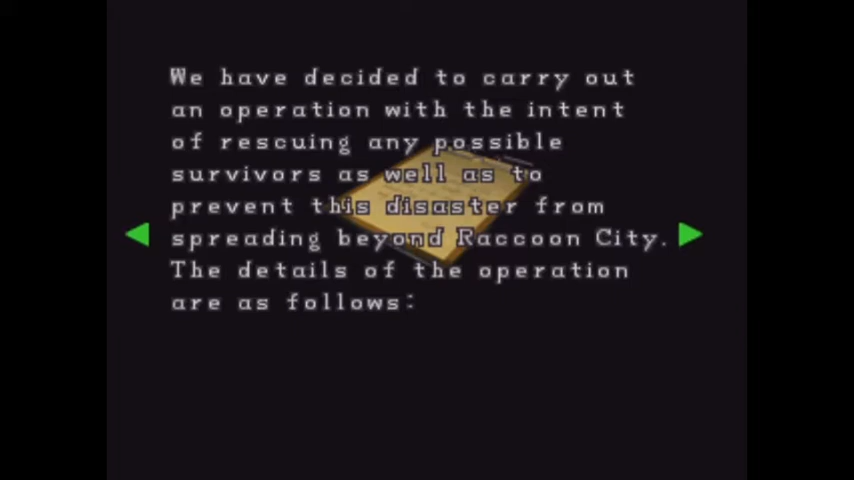 We have decided to carry out
an operation with the intent
of rescuing any possible
survivors as well as to
prevent this disaster from
spreading beyond Raccoon City.
The details of the operation
are as follows: